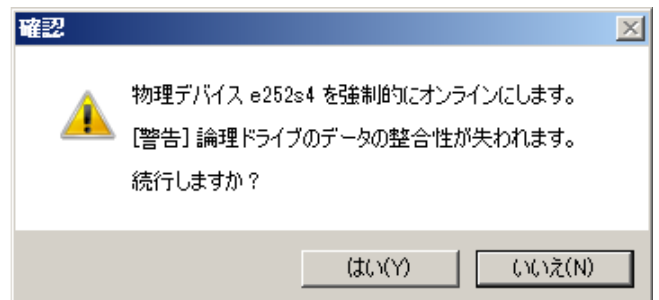 確認
物理デバイス e252s4 を強制的にオンラインにします。
[警告] 論理ドライブのデータの整合性が失われます。
続行しますか？
はい(Y)
いいえ(N)